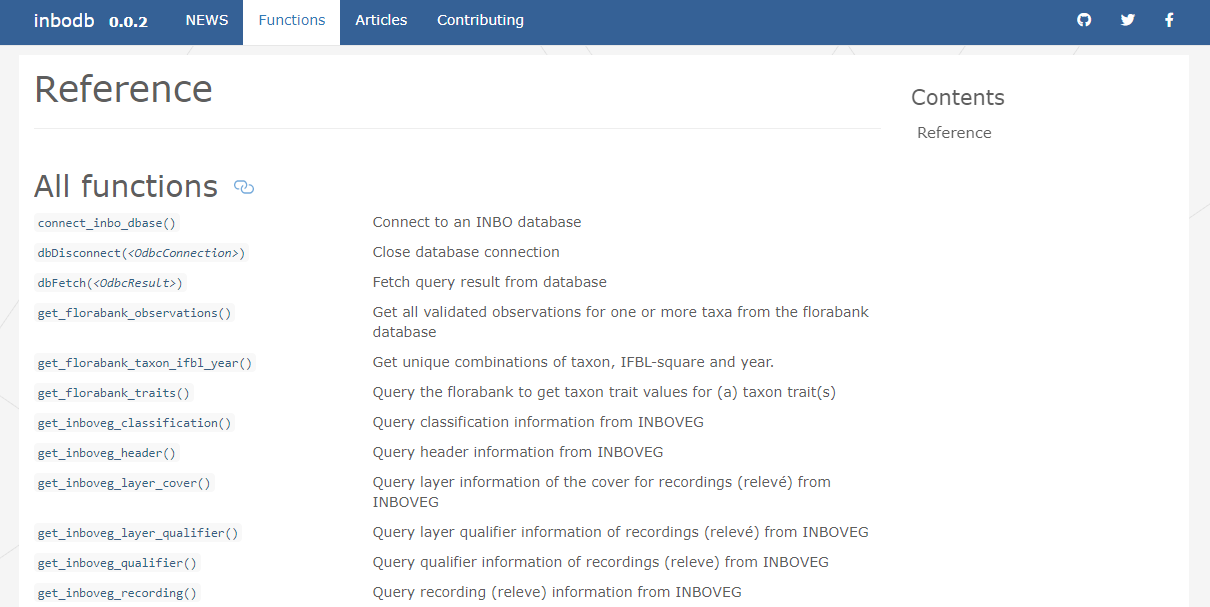 inbodb 0.0.2 NEWS Functions Articles Contributing
Reference
All functions
connect_inbo_dbase() Connect to an INBO database
dbDisconnect(<OdbcConnection>) Close database connection
dbFetch(<OdbcResult>) Fetch query result from database
get_florabank_observations() Get all validated observations for one or more taxa from the florabank
database
get_florabank_taxon_ifbl_year() Get unique combinations of taxon, IFBL-square and year.
get_florabank_traits() Query the florabank to get taxon trait values for (a) taxon trait(s)
get_inboveg_classification() Query classification information from INBOVEG
get_inboveg_header() Query header information from INBOVEG
get_inboveg_layer_cover() Query layer information of the cover for recordings (relevé) from
INBOVEG
get_inboveg_layer_qualifier() Query layer qualifier information of recordings (relevé) from INBOVEG
get_inboveg_qualifier() Query qualifier information of recordings (releve) from INBOVEG
get_inboveg_recording() Query recording (releve) information from INBOVEG
Contents
Reference